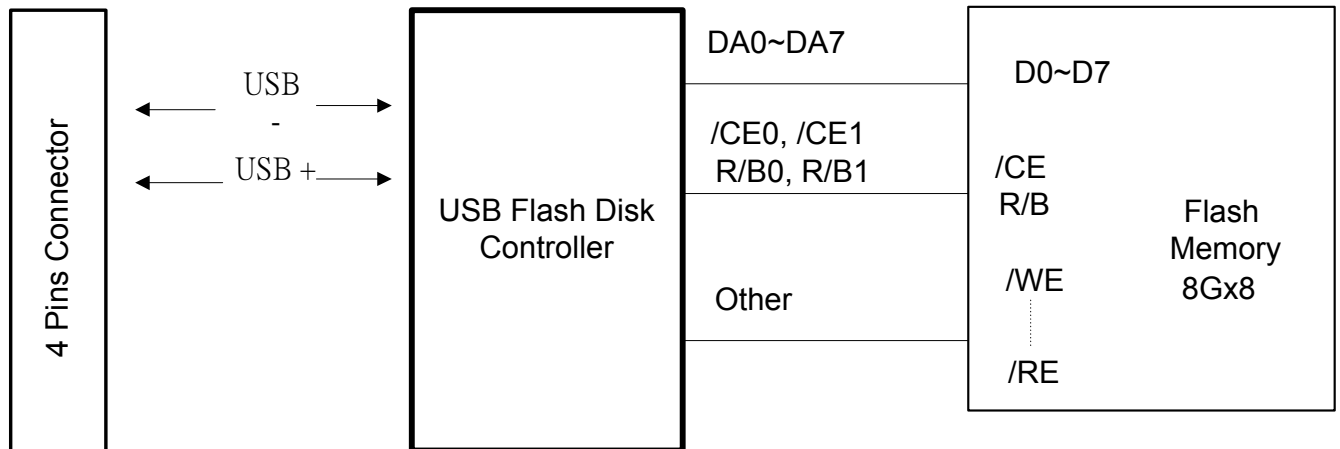 4 Pins Connector
USB
-
USB +
USB Flash Disk
Controller
DA0~DA7
/CE0, /CE1
R/B0, R/B1
Other
D0~D7
/CE
R/B
/WE
/RE
Flash
Memory
8Gx8